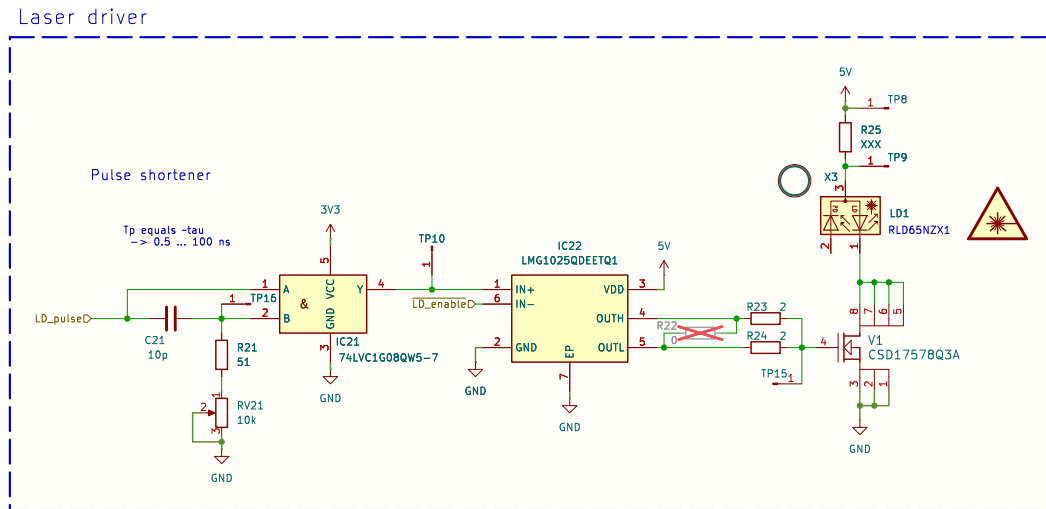 Laser driver
Pulse shortener
Tp equals ~tau
-> 0.5 ... 100 ns
LD_pulse
C21
10p
R21
51
RV21
10k
1
2
3
GND
TP16
1
3V3
1
2
A
B
&
VCC
GND
Y
5
4
3
IC21
74LVC1G08QW5-7
GND
TP10
1
LD_enable
IC22
LMG1025QDEETQ1
1
6
2
IN+
IN-
GND
EP
VDD
OUTH
OUTL
3
4
5
7
GND
GND
5V
R22
0
R23
2
R24
2
TP15
1
5V
TP8
1
R25
XXX
TP9
1
X3
3
PD
LD
2
1
LD1
RLD65NZX1
8
7
6
5
4
V1
CSD17578Q3A
3
2
1
GND